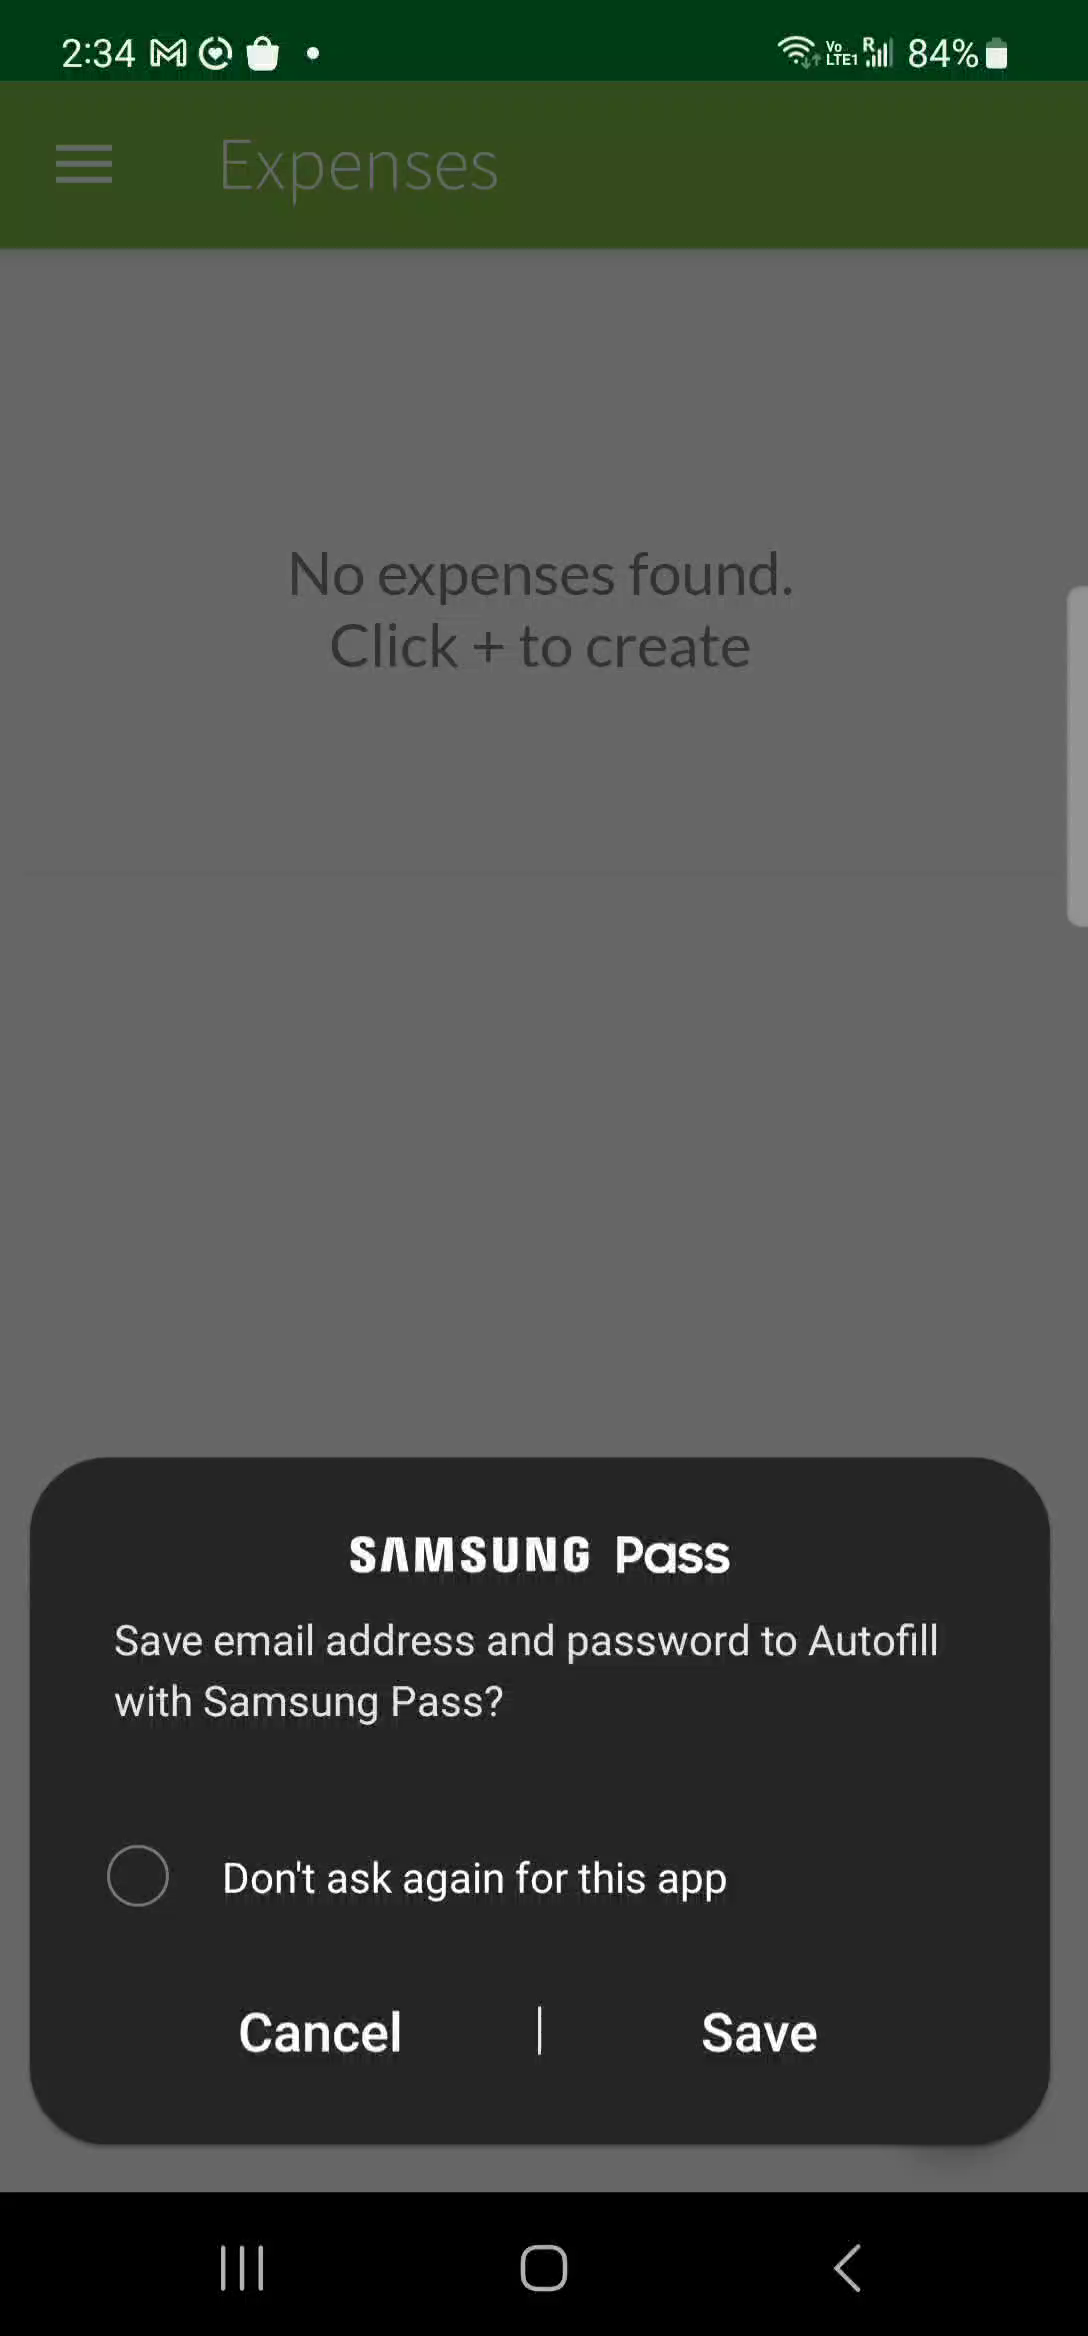 2:34
Vo LTE1 R 84%
Expenses
No expenses found.
Click + to create
SAMSUNG Pass
Save email address and password to Autofill
with Samsung Pass?
Don't ask again for this app
Cancel | Save